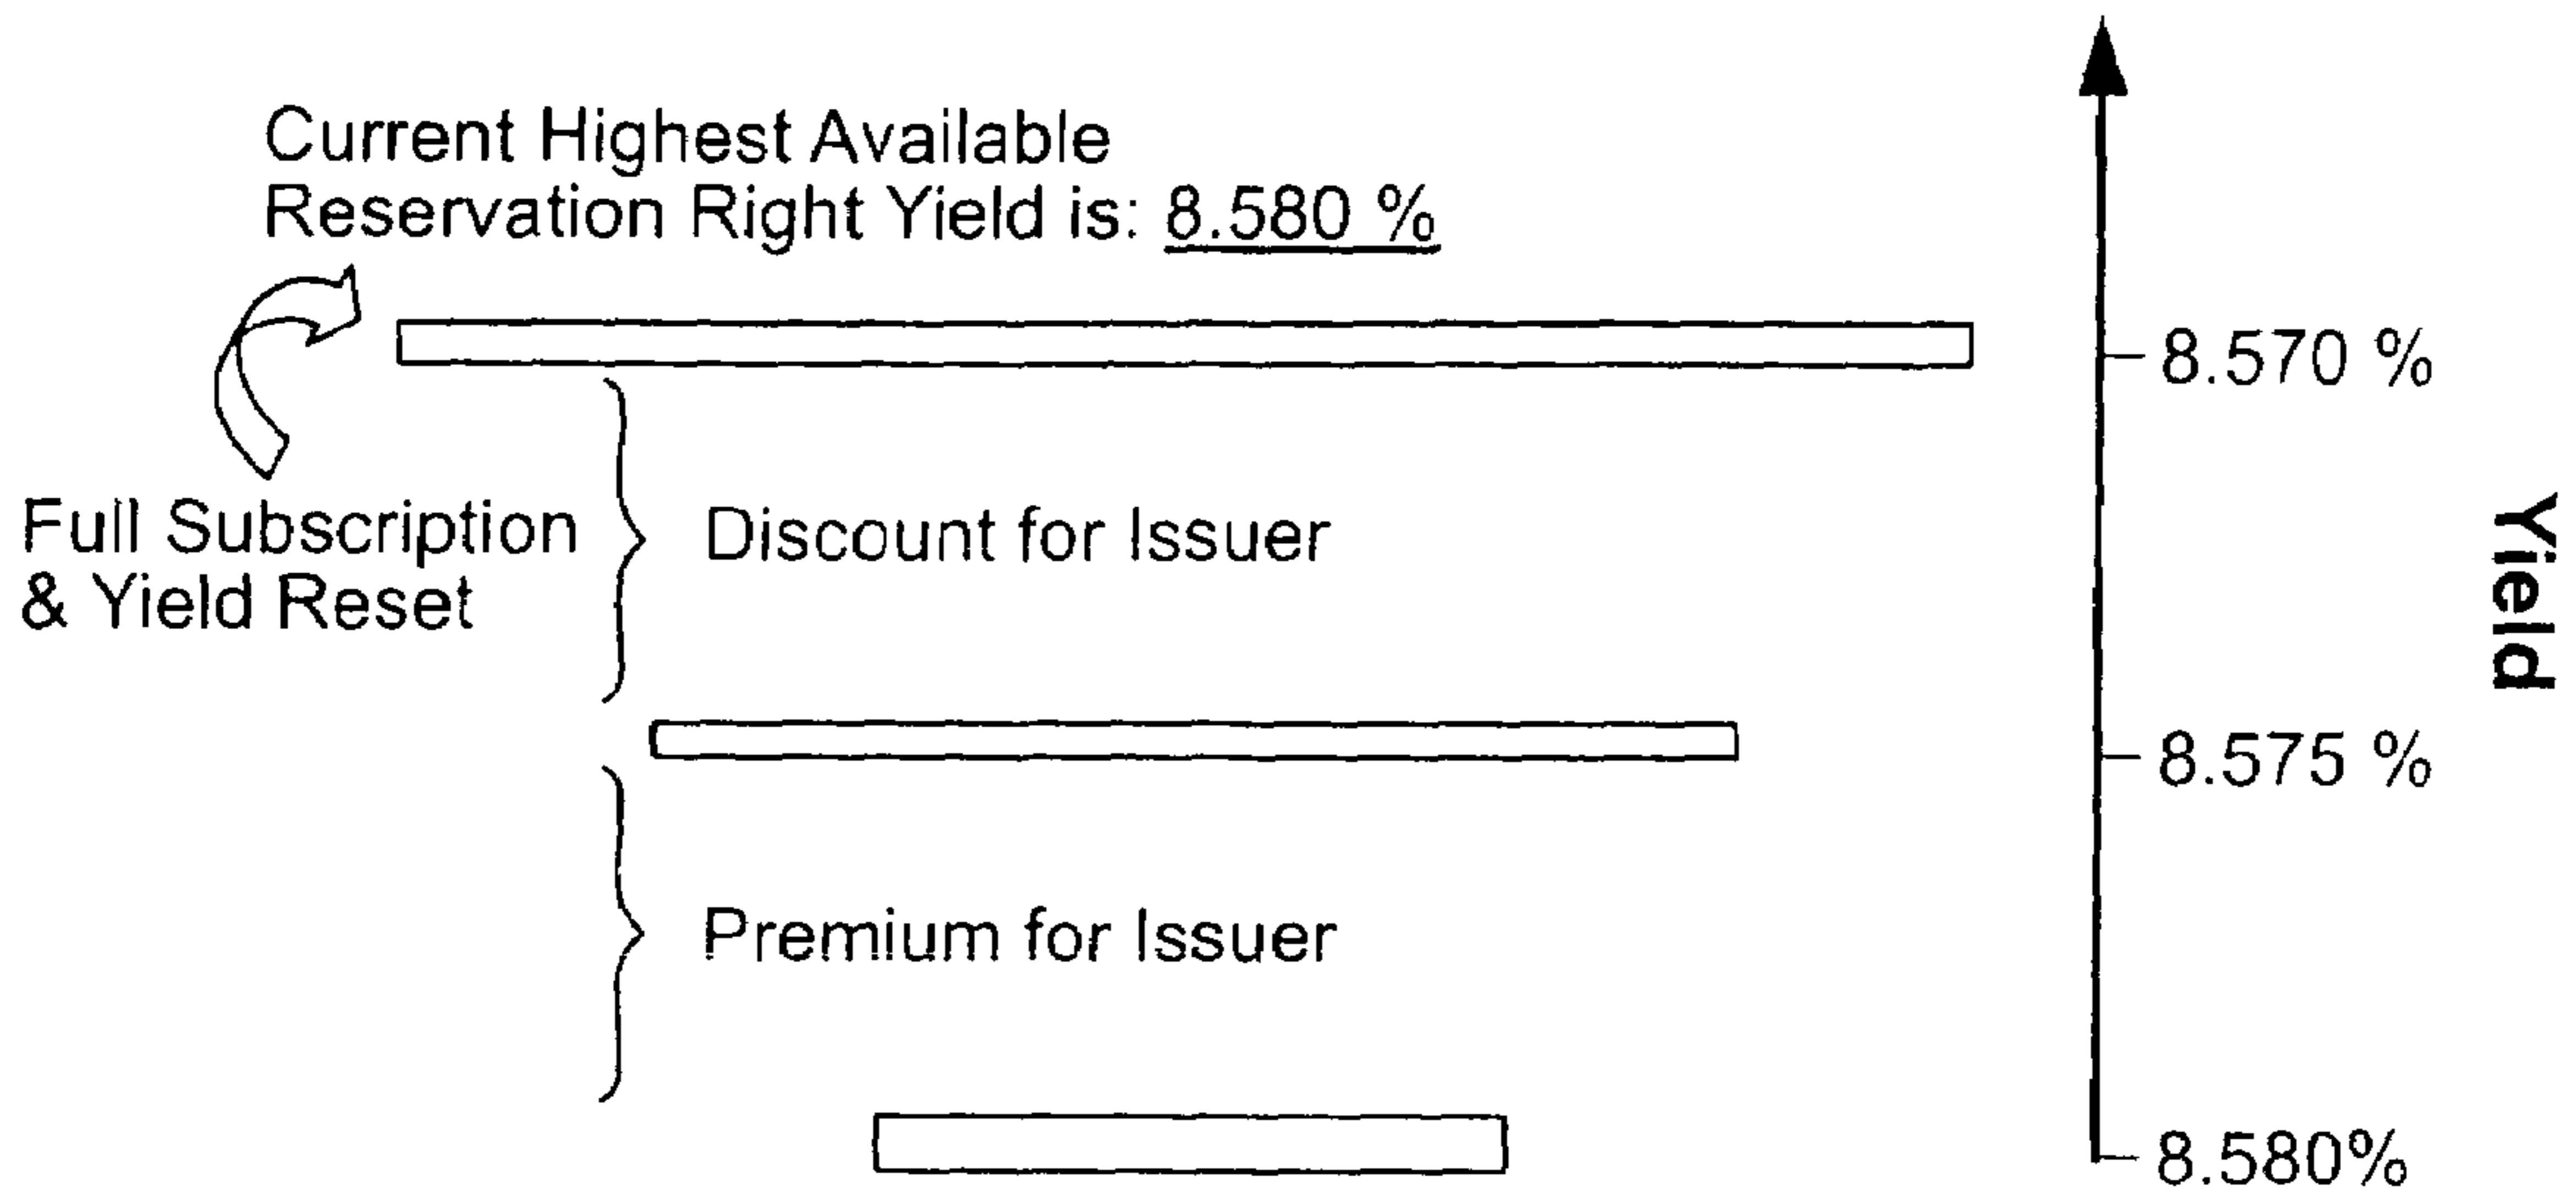 Current Highest Available
Reservation Right Yield is: 8.580 %
8.570 %
Full Subscription
& Yield Reset
Discount for Issuer
Yield
8.575 %
Premium for Issuer
8.580%